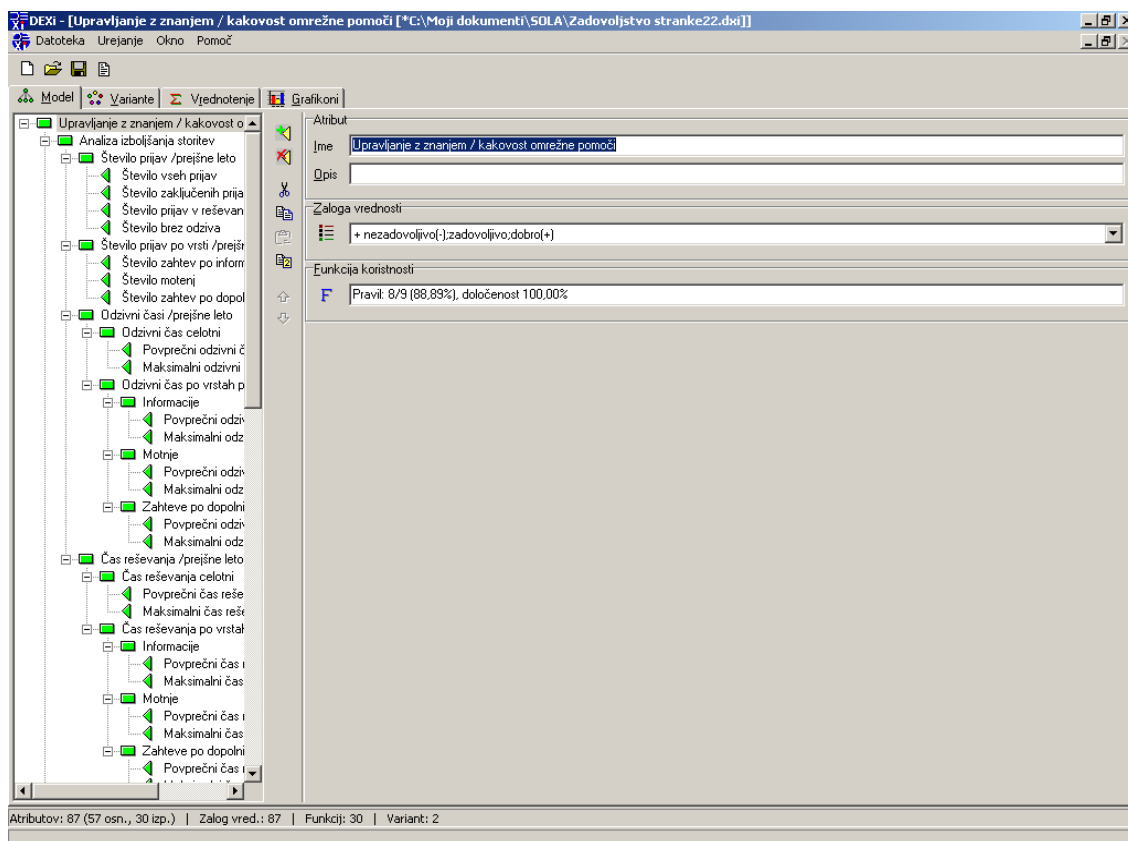 DEXi - [Upravljanje z znanjem / kakovost omrežne pomoči [*C:\Moji dokumenti\SOLA\Zadovoljstvo stranke22.dxi]]
Datoteka Urejanje Okno Pomoč
Model Variante Vrednotenje Grafikoni
Upravljanje z znanjem / kakovost o
Analiza izboljšanja storitev
Število prijav /prejšne leto
Število vseh prijav
Število zaključenih prija
Število prijav v reševan
Število brez odziva
Število prijav po vrsti /prejšr
Število zahtev po inform
Število motenj
Število zahtev po dopol
Odzivni časi /prejšne leto
Odzivni čas celotni
Povprečni odzivni č
Maksimalni odzivni
Odzivni čas po vrstah p
Informacije
Povprečni odziv
Maksimalni odz
Motnje
Povprečni odziv
Maksimalni odz
Zahteve po dopolni
Povprečni odziv
Maksimalni odz
Čas reševanja /prejšne leto
Čas reševanja celotni
Povprečni čas reše
Maksimalni čas reše
Čas reševanja po vrstah
Informacije
Povprečni čas r
Maksimalni čas
Motnje
Povprečni čas r
Maksimalni čas
Zahteve po dopolni
Povprečni čas r
Atribut
Ime Upravljanje z znanjem / kakovost omrežne pomoči
Opis
Zaloga vrednosti
+ nezadovoljivo(-);zadovoljivo;dobro(+)
Funkcija koristnosti
F Pravil: 8/9 (88,89%), določenost 100,00%
Atributov: 87 (57 osn., 30 izp.) | Zalog vred.: 87 | Funkcij: 30 | Variant: 2